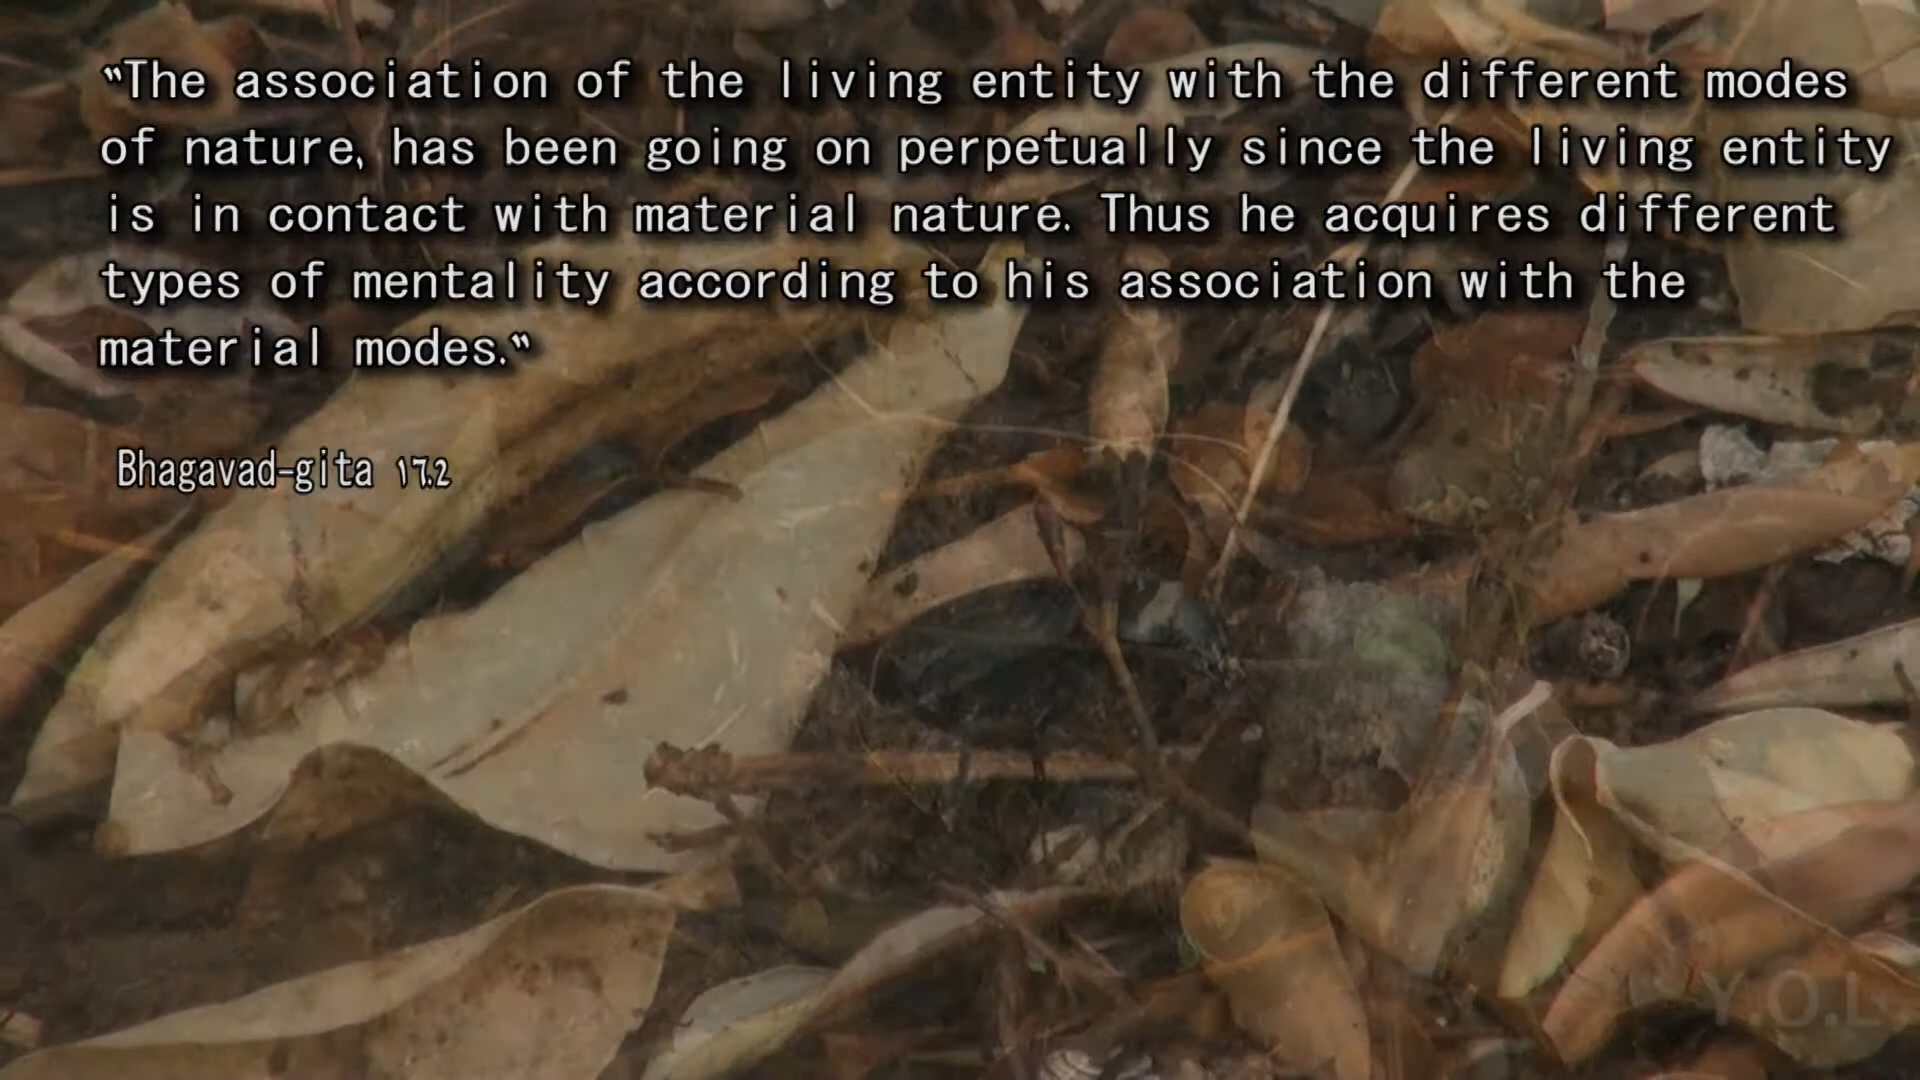 “The association of the living entity with the different modes
of nature, has been going on perpetually since the living entity
is in contact with material nature. Thus he acquires different
types of mentality according to his association with the
material modes.“
Bhagavad-gita 17.2
Y.O.L